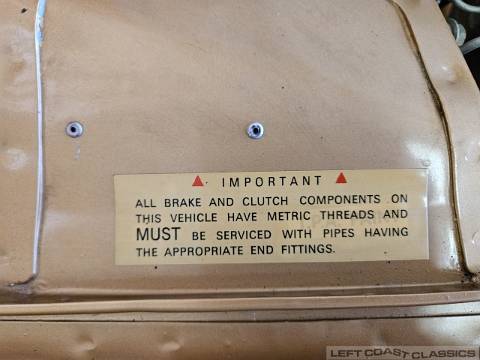 IMPORTANT
ALL BRAKE AND CLUTCH COMPONENTS ON
THIS VEHICLE HAVE METRIC THREADS AND
MUST BE SERVICED WITH PIPES HAVING
THE APPROPRIATE END FITTINGS.
LEFT COAST CLASSICS